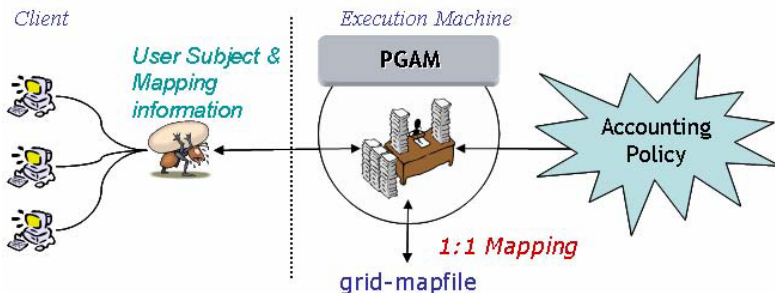 Client
Execution Machine
User Subject &
Mapping
information
PGAM
Accounting
Policy
1:1 Mapping
grid-mapfile